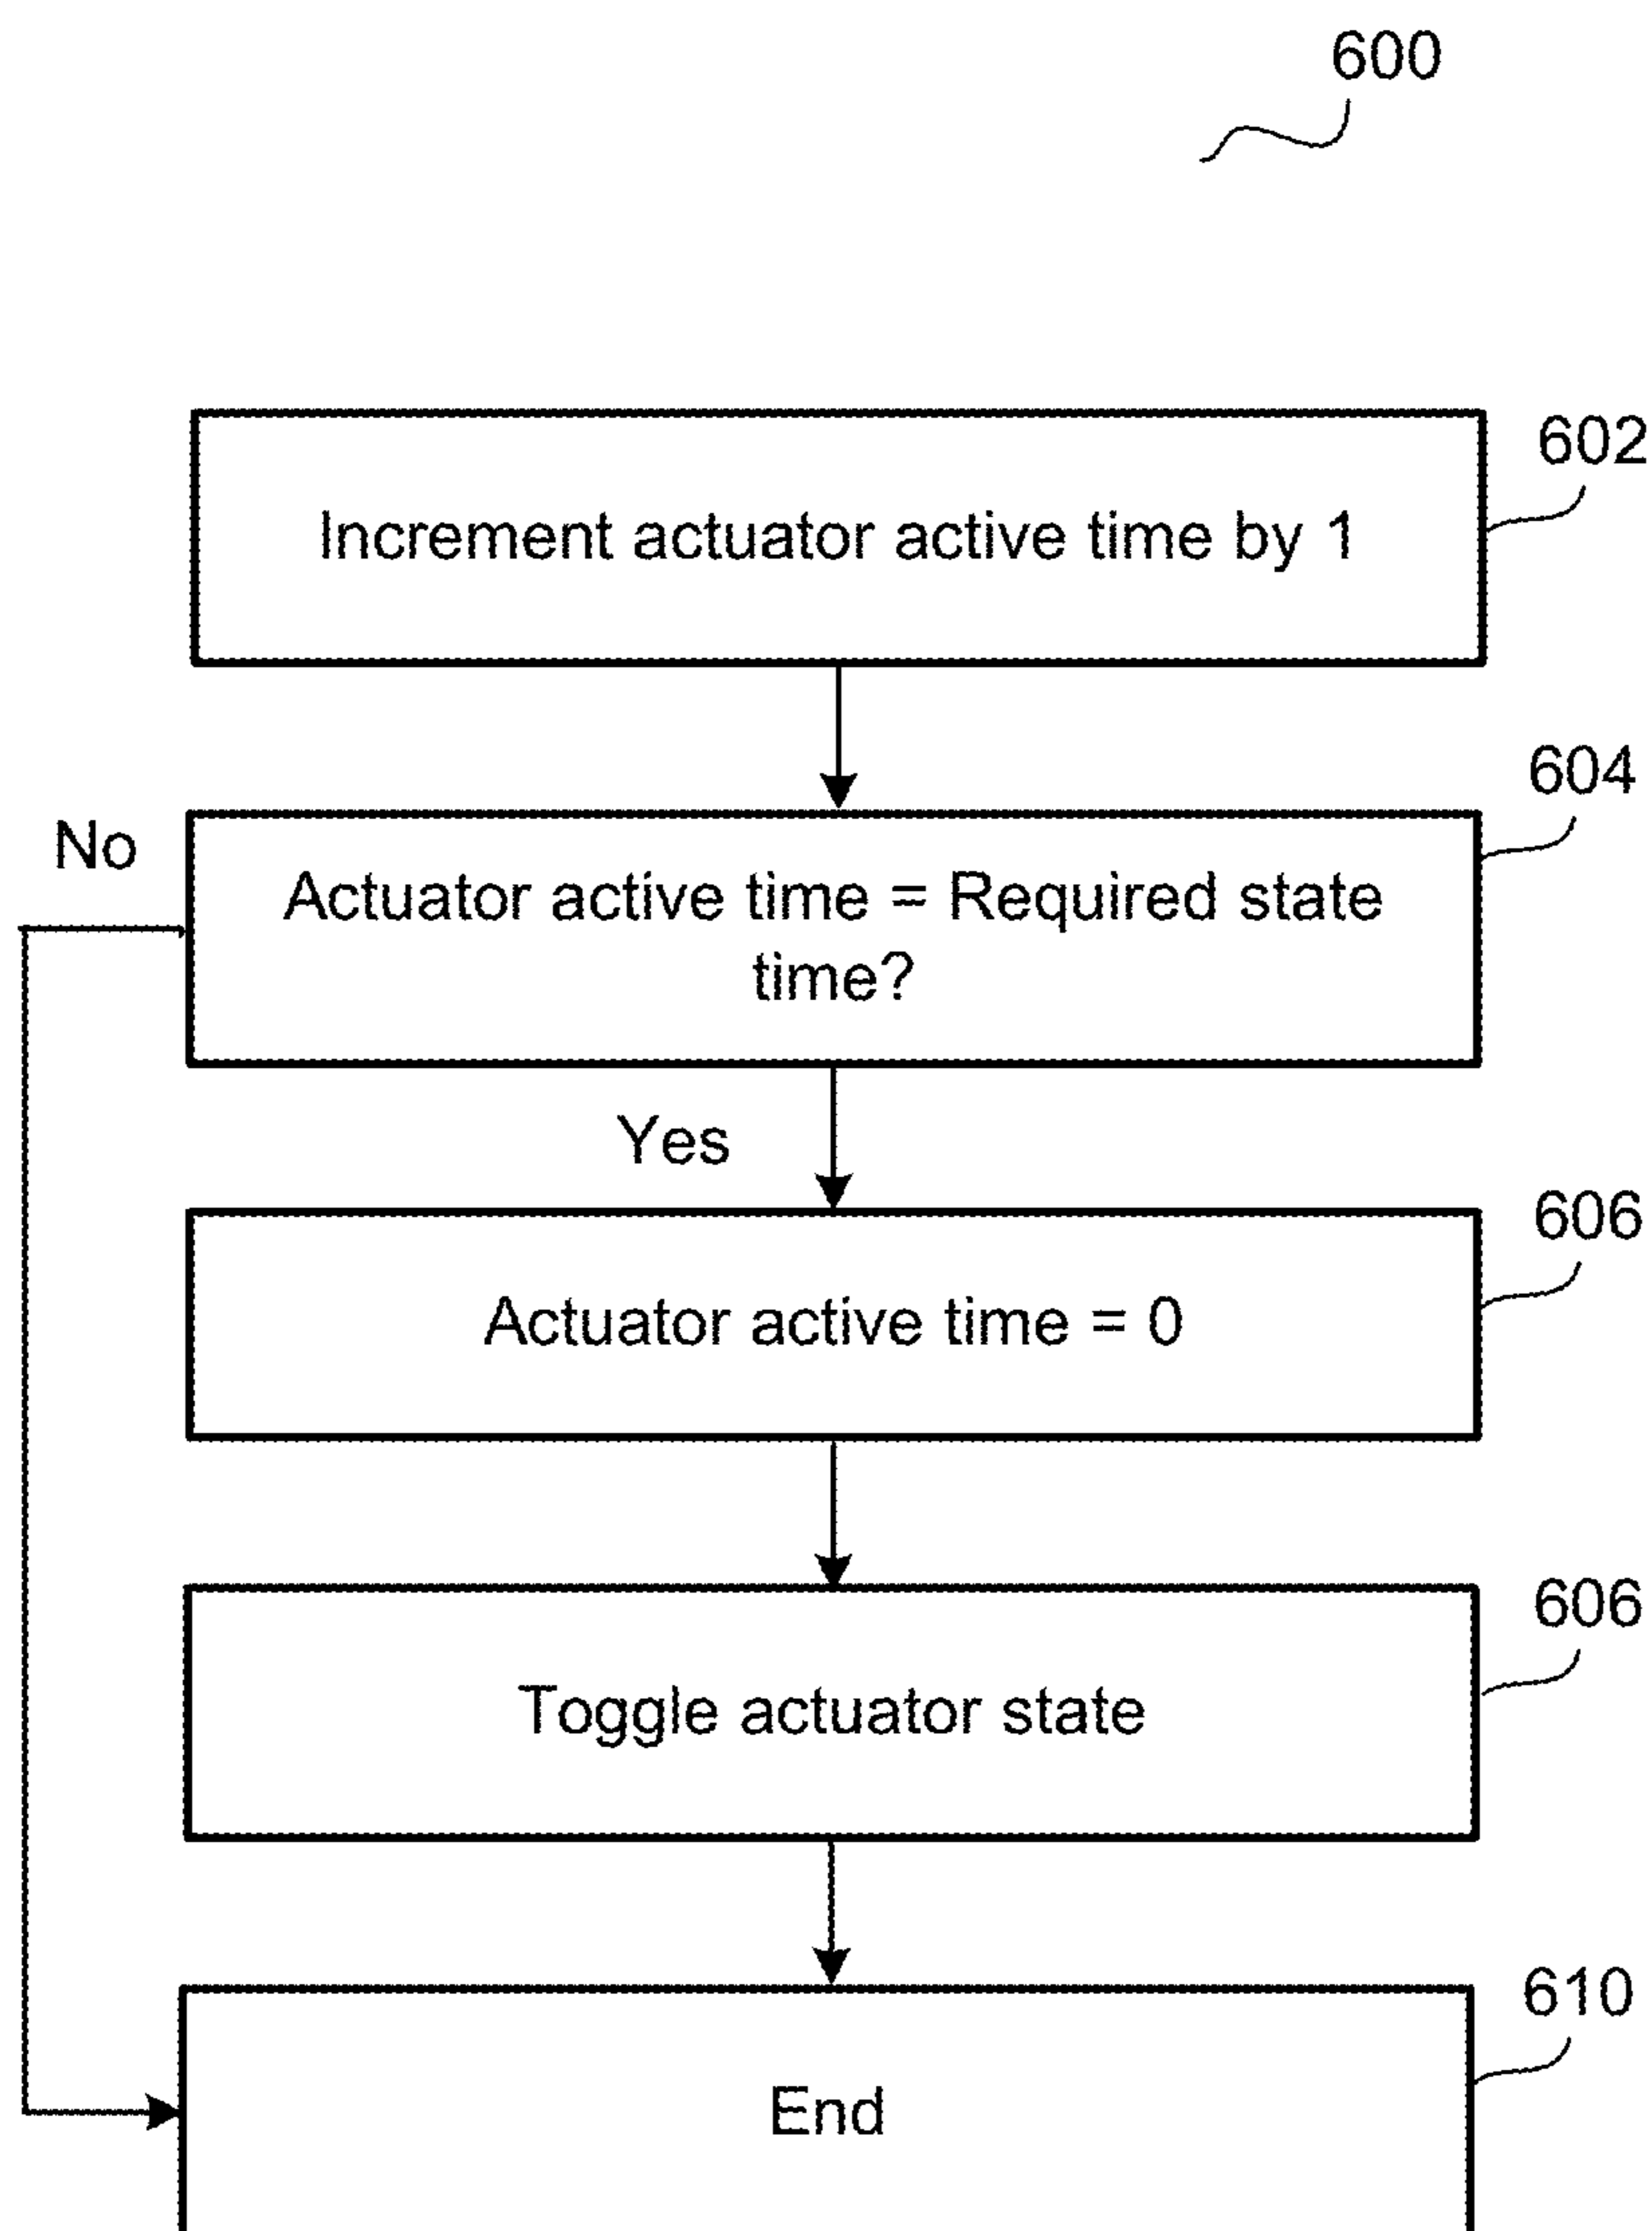 600
602
Increment actuator active time by 1
604
No
Actuator active time = Required state
time?
Yes
606
Actuator active time = 0
606
Toggle actuator state
610
End